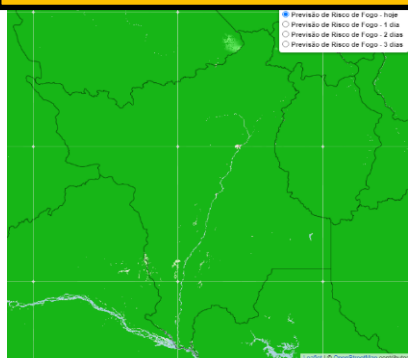 Previsão de Risco de Fogo - hoje
Previsão de Risco de Fogo - 1 dia
Previsão de Risco de Fogo - 2 dias
Previsão de Risco de Fogo - 3 dias
Leaflet | © OpenStreetMap contributors